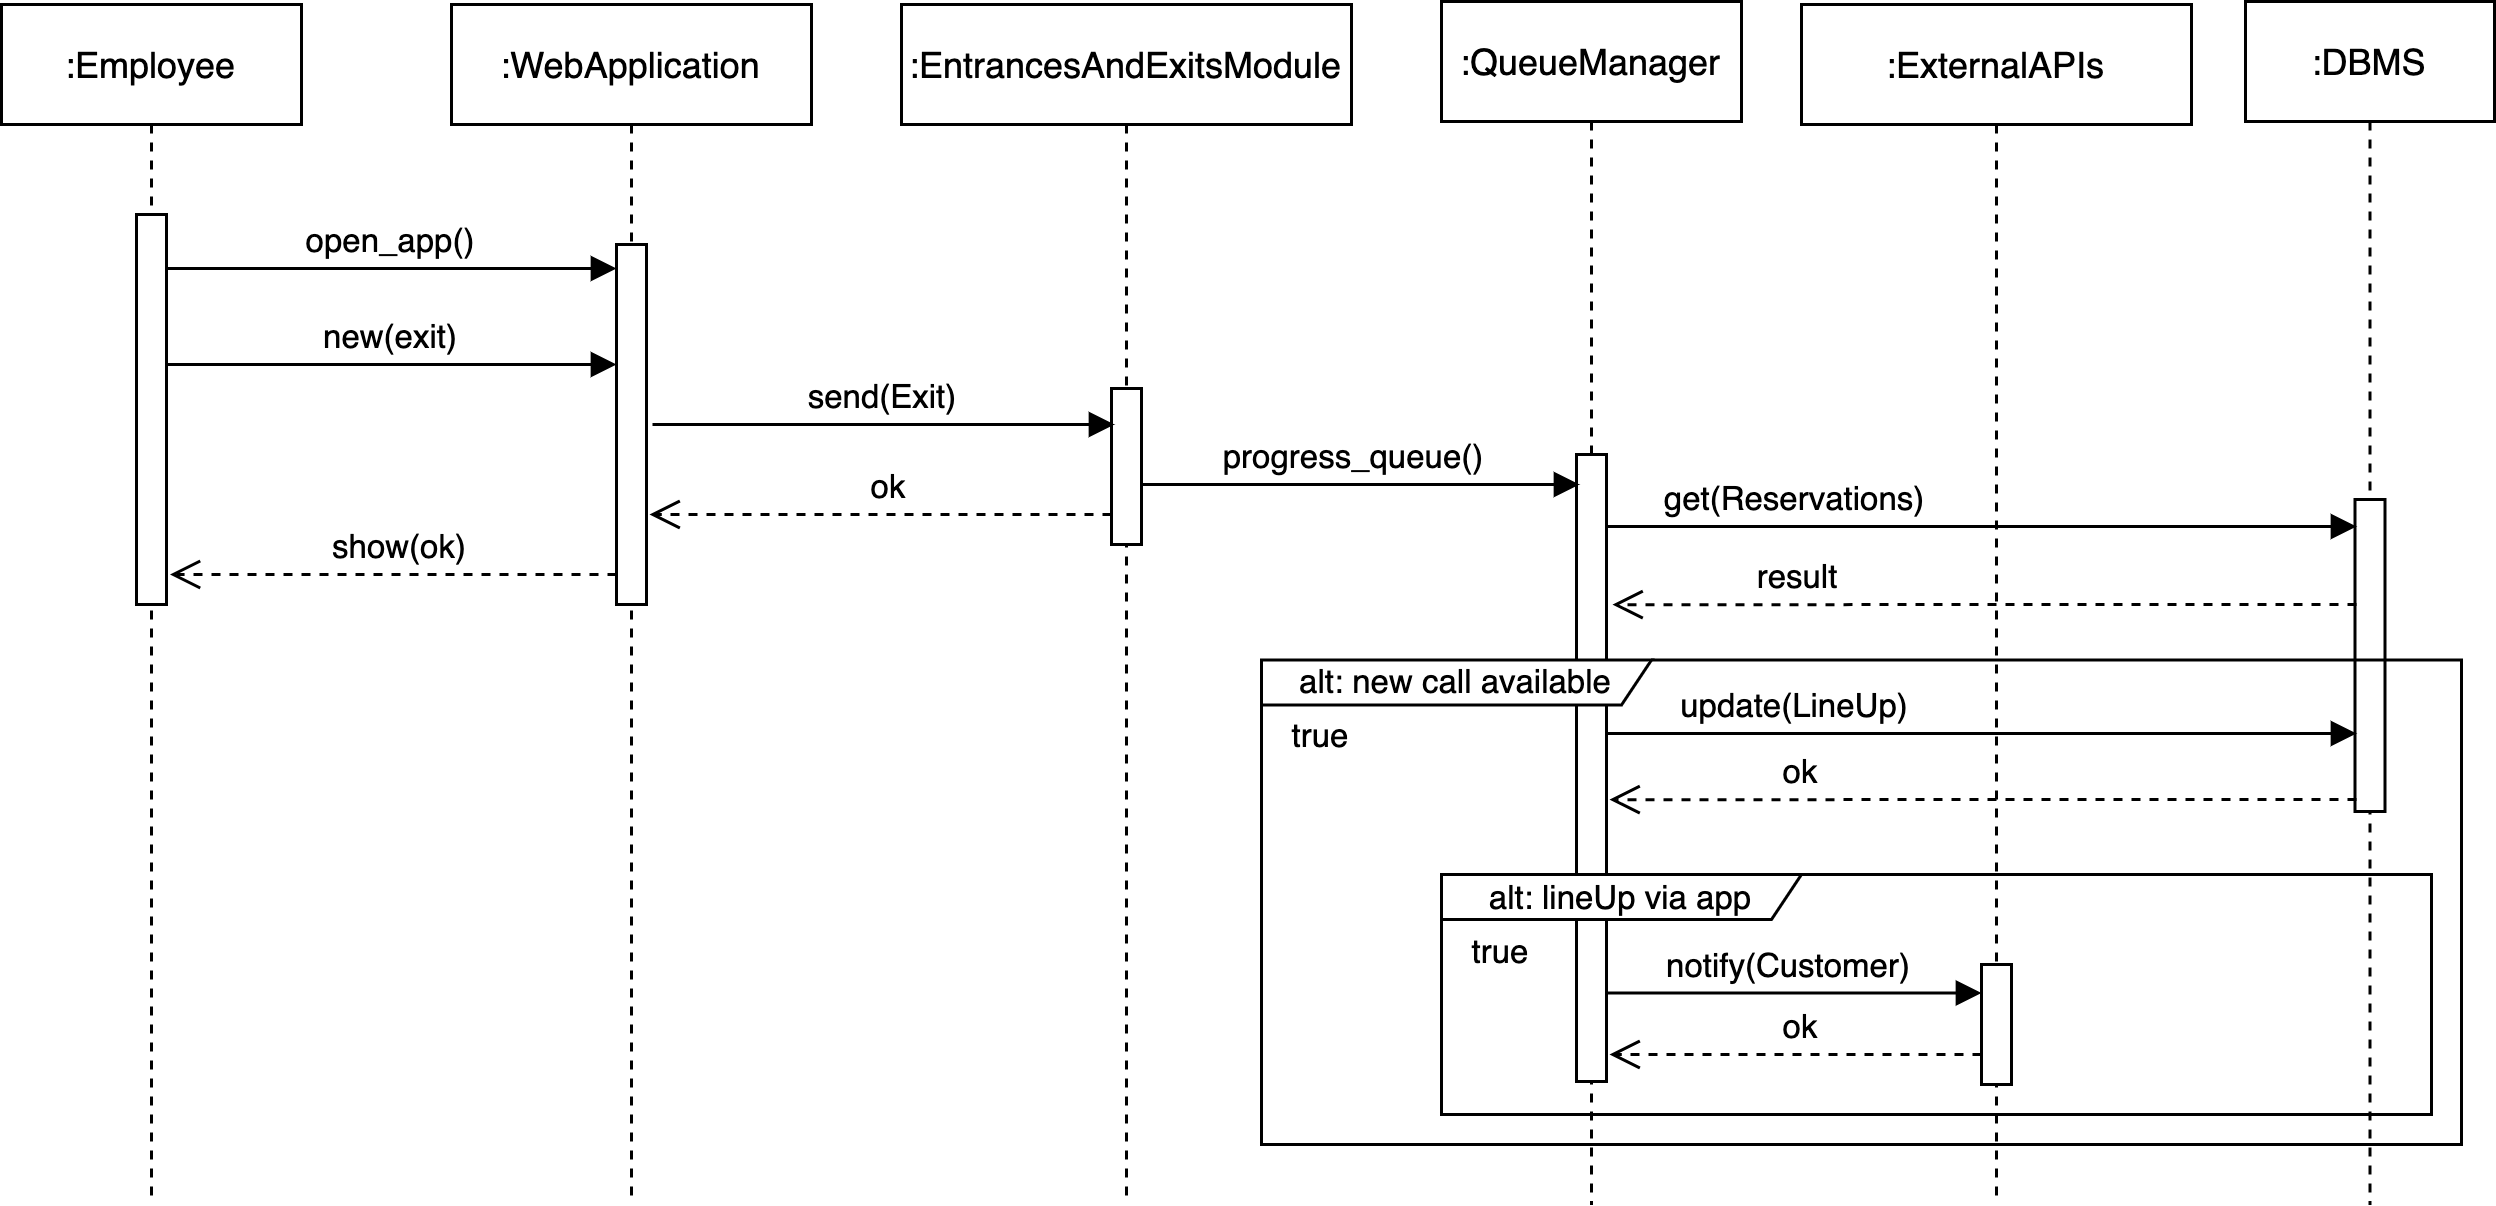 :Employee
:WebApplication
:EntrancesAndExitsModule
:QueueManager
:ExternalAPIs
:DBMS
open_app()
new(exit)
send(Exit)
progress_queue()
ok
get(Reservations)
show(ok)
result
alt: new call available
update(LineUp)
true
ok
alt: lineUp via app
true
notify(Customer)
ok